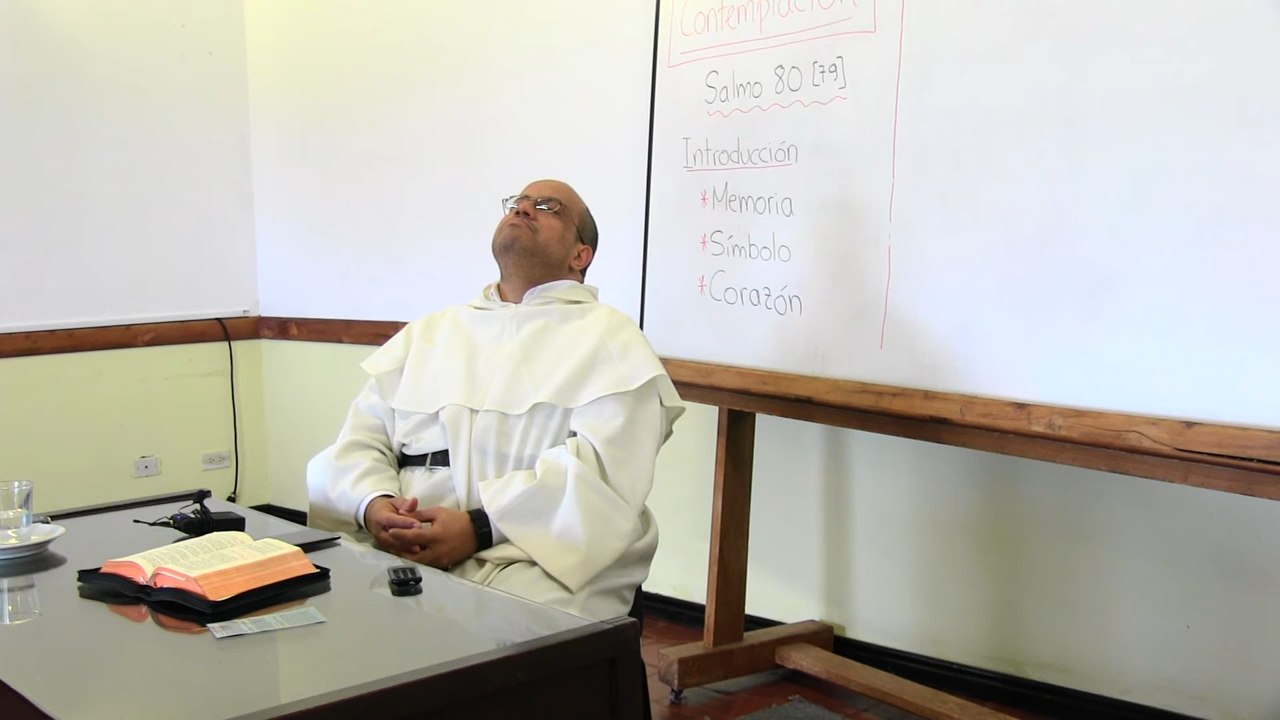 Contemplación
Salmo 80 [79]
Introducción
*Memoria
*Símbolo
*Corazón